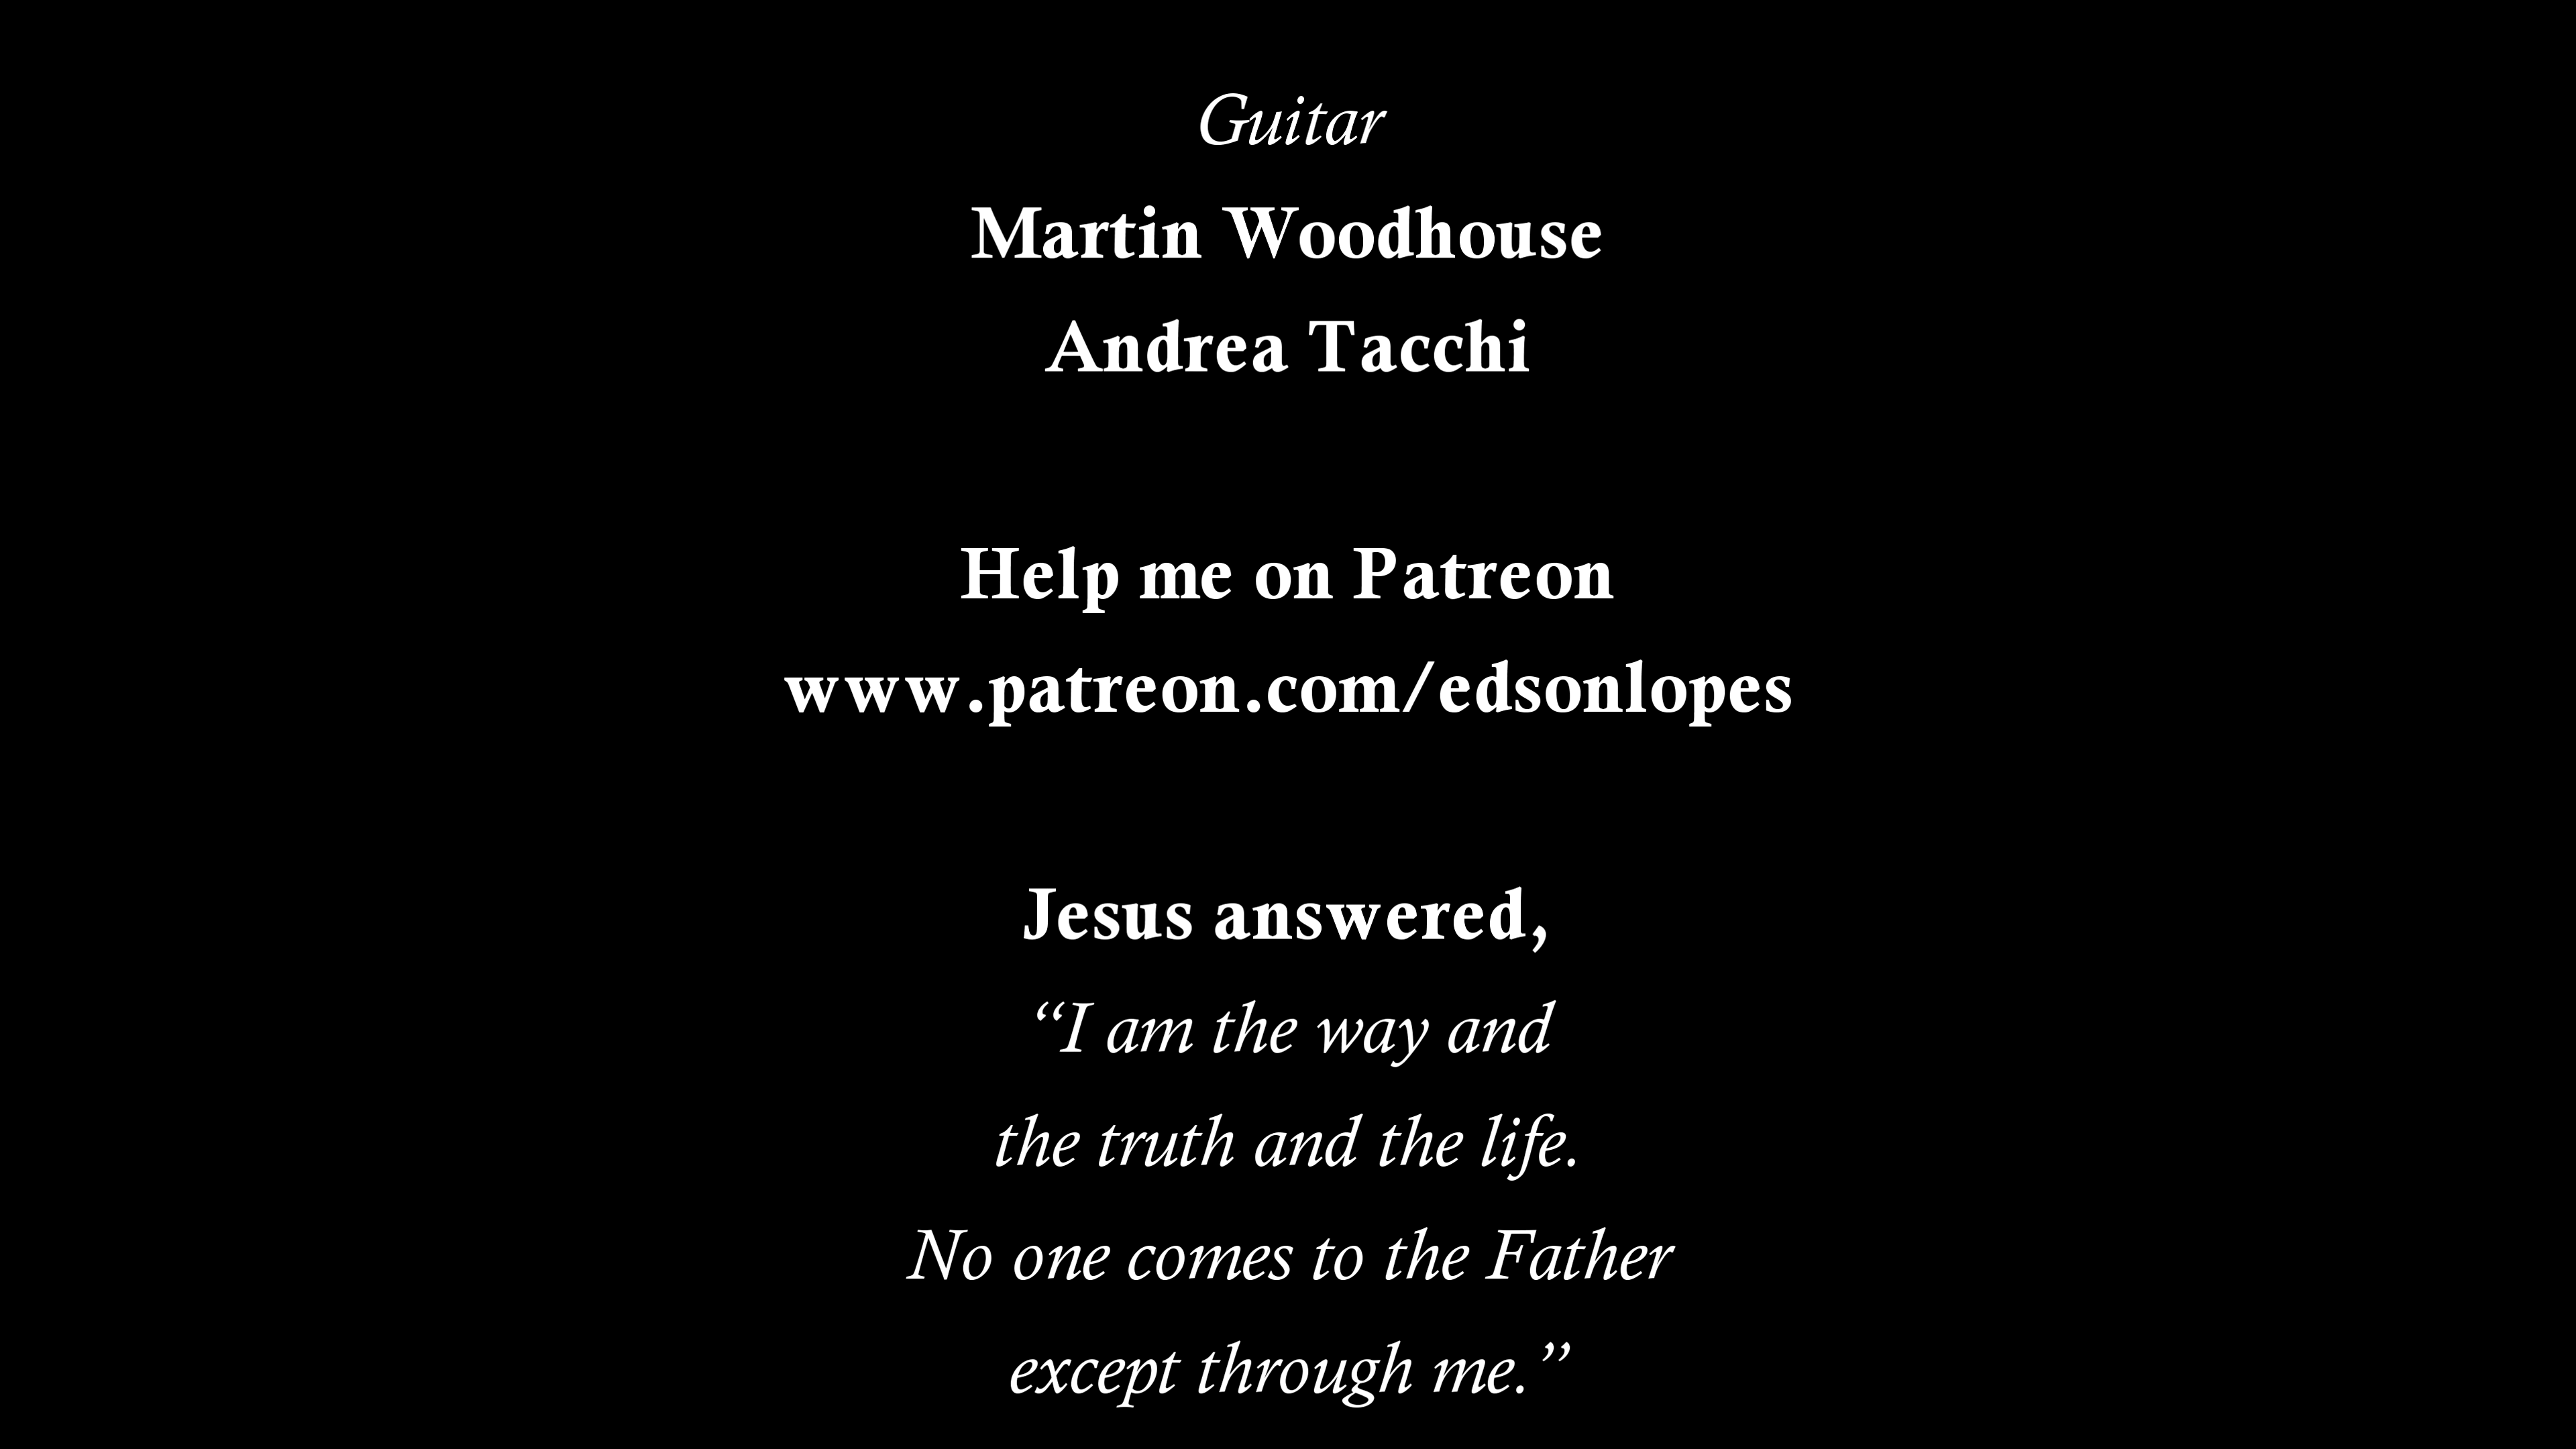 Guitar
Martin Woodhouse
Andrea Tacchi
Help me on Patreon
www.patreon.com/edsonlopes
Jesus answered,
“I am the way and
the truth and the life.
No one comes to the Father
except through me.”